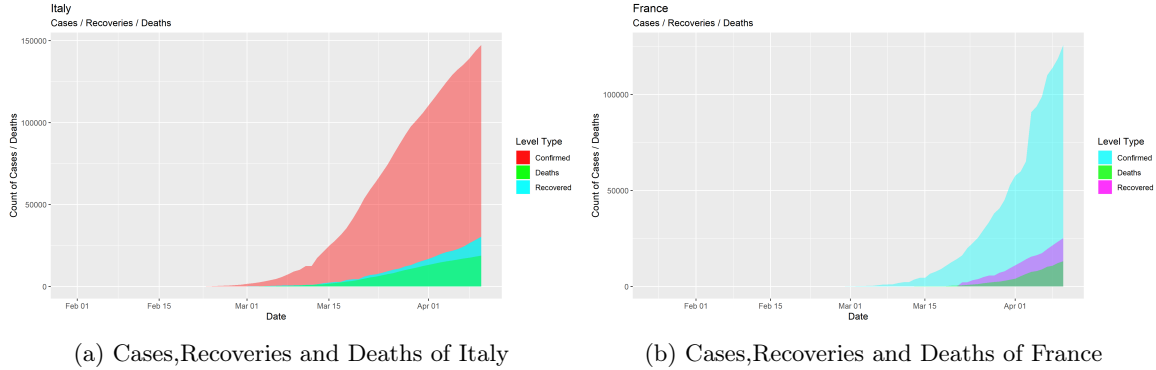 Italy
Cases / Recoveries / Deaths
150000
100000
50000
0
Count of Cases / Deaths
Feb 01 Feb 15 Mar 01 Mar 15 Apr 01
Date
Level Type
Confirmed
Deaths
Recovered
(a) Cases,Recoveries and Deaths of Italy
France
Cases / Recoveries / Deaths
100000
50000
0
Count of Cases / Deaths
Feb 01 Feb 15 Mar 01 Mar 15 Apr 01
Date
Level Type
Confirmed
Deaths
Recovered
(b) Cases,Recoveries and Deaths of France